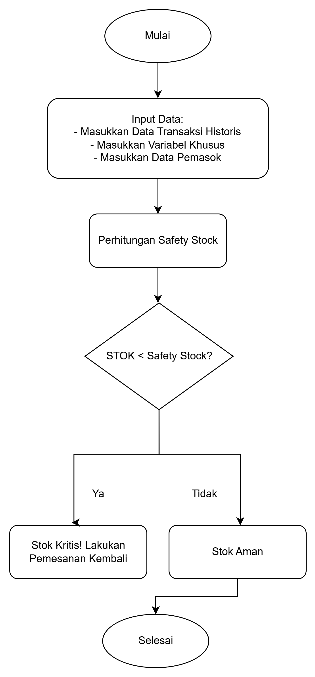 Mulai
Input Data:
- Masukkan Data Transaksi Historis
- Masukkan Variabel Khusus
- Masukkan Data Pemasok
Perhitungan Safety Stock
STOK < Safety Stock?
Ya
Tidak
Stok Kritis! Lakukan
Pemesanan Kembali
Stok Aman
Selesai